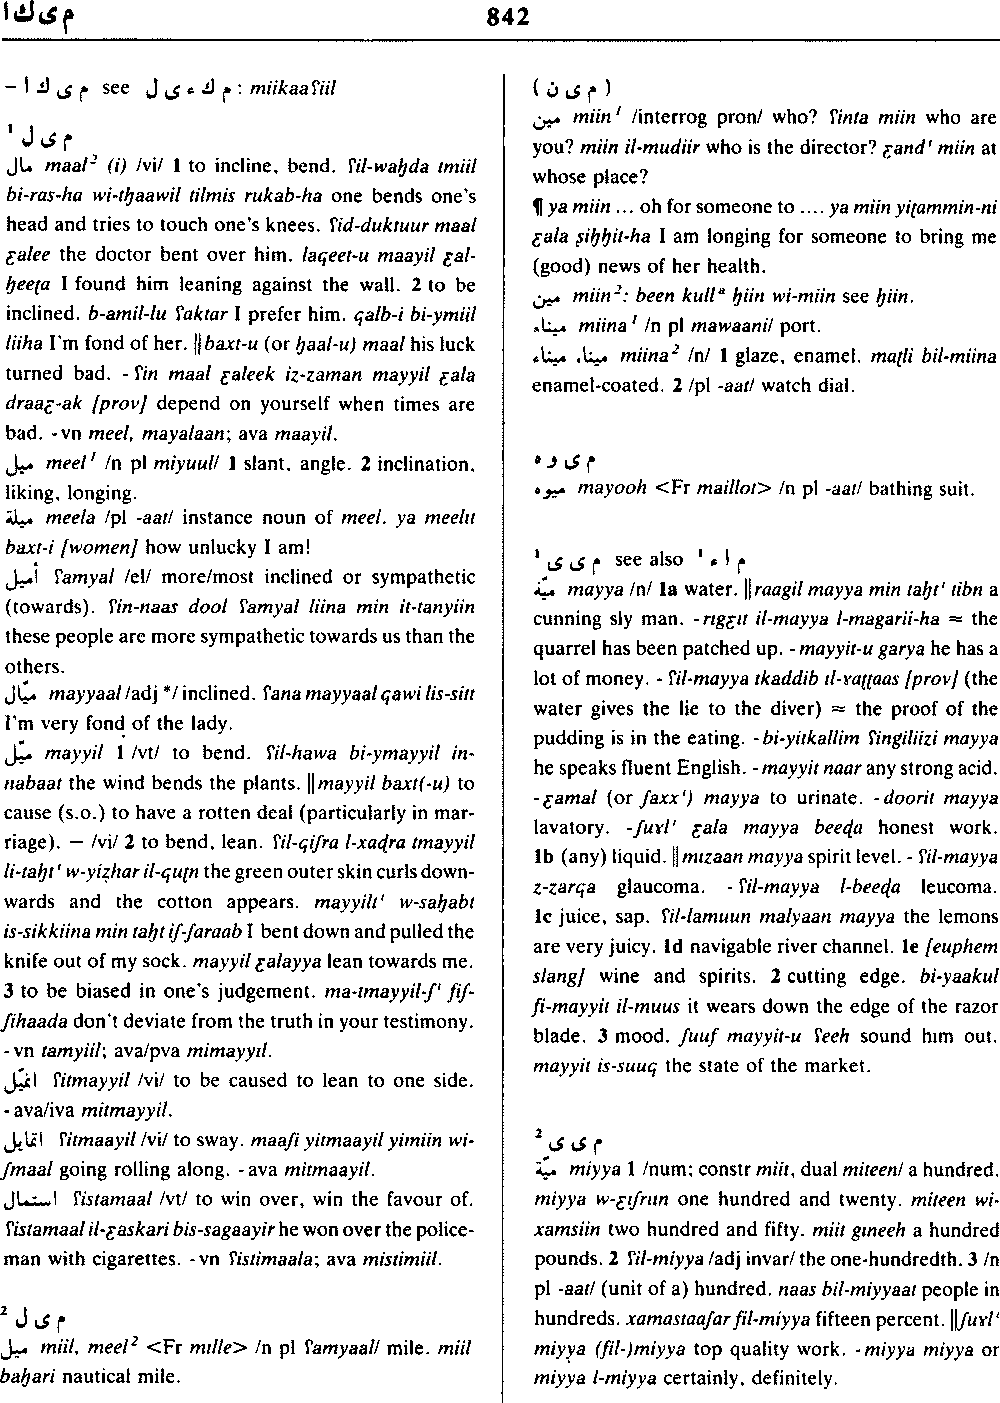 م ي ك ا
842
– م ي ك ا see م ك ء ي ل : miikaaʕiil
م ي ل ¹
مال maal² (i) /vi/ 1 to incline, bend. ʕil-waḥda tmiil
bi-ras-ha wi-tḥaawil tilmis rukab-ha one bends one's
head and tries to touch one's knees. ʕid-duktuur maal
ƹalee the doctor bent over him. laqeet-u maayil ƹal-
ḥeeṭa I found him leaning against the wall. 2 to be
inclined. b-amil-lu ʕaktar I prefer him. qalb-i bi-ymiil
liiha I'm fond of her. ‖ baxt-u (or ḥaal-u) maal his luck
turned bad. - ʕin maal ƹaleek iz-zaman mayyil ƹala
draaƹ-ak [prov] depend on yourself when times are
bad. -vn meel, mayalaan; ava maayil.
ميل meel¹ /n pl miyuul/ 1 slant, angle. 2 inclination,
liking, longing.
ميلة meela /pl -aat/ instance noun of meel. ya meelit
baxt-i [women] how unlucky I am!
أميل ʕamyal /el/ more/most inclined or sympathetic
(towards). ʕin-naas dool ʕamyal liina min it-tanyiin
these people are more sympathetic towards us than the
others.
ميّال mayyaal /adj */ inclined. ʕana mayyaal qawi lis-sitt
I'm very fond of the lady.
ميّل mayyil 1 /vt/ to bend. ʕil-hawa bi-ymayyil in-
nabaat the wind bends the plants. ‖ mayyil baxt(-u) to
cause (s.o.) to have a rotten deal (particularly in mar-
riage). — /vi/ 2 to bend, lean. ʕil-qiʃra l-xaḍra tmayyil
li-taḥtⁱ w-yiẓhar il-quṭn the green outer skin curls down-
wards and the cotton appears. mayyiltⁱ w-saḥabt
is-sikkiina min taḥt iʃ-ʃaraab I bent down and pulled the
knife out of my sock. mayyil ƹalayya lean towards me.
3 to be biased in one's judgement. ma-tmayyil-ʃⁱ fiʃ-
ʃihaada don't deviate from the truth in your testimony.
-vn tamyiil; ava/pva mimayyil.
اتميّل ʕitmayyil /vi/ to be caused to lean to one side.
-ava/iva mitmayyil.
اتمايل ʕitmaayil /vi/ to sway. maaʃi yitmaayil yimiin wi-
ʃmaal going rolling along. -ava mitmaayil.
استمال ʕistamaal /vt/ to win over, win the favour of.
ʕistamaal il-ƹaskari bis-sagaayir he won over the police-
man with cigarettes. -vn ʕistimaala; ava mistimiil.
م ي ل ²
ميل miil, meel² <Fr mille> /n pl ʕamyaal/ mile. miil
baḥari nautical mile.
( م ي ن )
مين miin¹ /interrog pron/ who? ʕinta miin who are
you? miin il-mudiir who is the director? ƹandⁱ miin at
whose place?
¶ ya miin ... oh for someone to .... ya miin yiṭammin-ni
ƹala ṣiḥḥit-ha I am longing for someone to bring me
(good) news of her health.
مين miin²: been kullᵃ ḥiin wi-miin see ḥiin.
ميناء miina¹ /n pl mawaani/ port.
مينا، ميناء miina² /n/ 1 glaze, enamel. maṭli bil-miina
enamel-coated. 2 /pl -aat/ watch dial.
م ي و ه
ميوه mayooh <Fr maillot> /n pl -aat/ bathing suit.
م ي ي ¹ see also م ا ء ¹
ميّة mayya /n/ 1a water. ‖ raagil mayya min taḥtⁱ tibn a
cunning sly man. -rigƹit il-mayya l-magarii-ha ≈ the
quarrel has been patched up. -mayyit-u garya he has a
lot of money. - ʕil-mayya tkaddib il-ɣaṭṭaas [prov] (the
water gives the lie to the diver) ≈ the proof of the
pudding is in the eating. -bi-yitkallim ʕingiliizi mayya
he speaks fluent English. -mayyit naar any strong acid.
-ƹamal (or ʃaxxⁱ) mayya to urinate. -doorit mayya
lavatory. -ʃuɣlⁱ ƹala mayya beeḍa honest work.
1b (any) liquid. ‖ mizaan mayya spirit level. - ʕil-mayya
z-zarqa glaucoma. - ʕil-mayya l-beeḍa leucoma.
1c juice, sap. ʕil-lamuun malyaan mayya the lemons
are very juicy. 1d navigable river channel. 1e [euphem
slang] wine and spirits. 2 cutting edge. bi-yaakul
fi-mayyit il-muus it wears down the edge of the razor
blade. 3 mood. ʃuuf mayyit-u ʕeeh sound him out.
mayyit is-suuq the state of the market.
م ي ي ²
ميّة miyya 1 /num; constr miit, dual miteen/ a hundred.
miyya w-ƹiʃriin one hundred and twenty. miteen wi-
xamsiin two hundred and fifty. miit gineeh a hundred
pounds. 2 ʕil-miyya /adj invar/ the one-hundredth. 3 /n
pl -aat/ (unit of a) hundred. naas bil-miyyaat people in
hundreds. xamastaaʃar fil-miyya fifteen percent. ‖ ʃuɣlⁱ
miyya (fil-)miyya top quality work. -miyya miyya or
miyya l-miyya certainly, definitely.